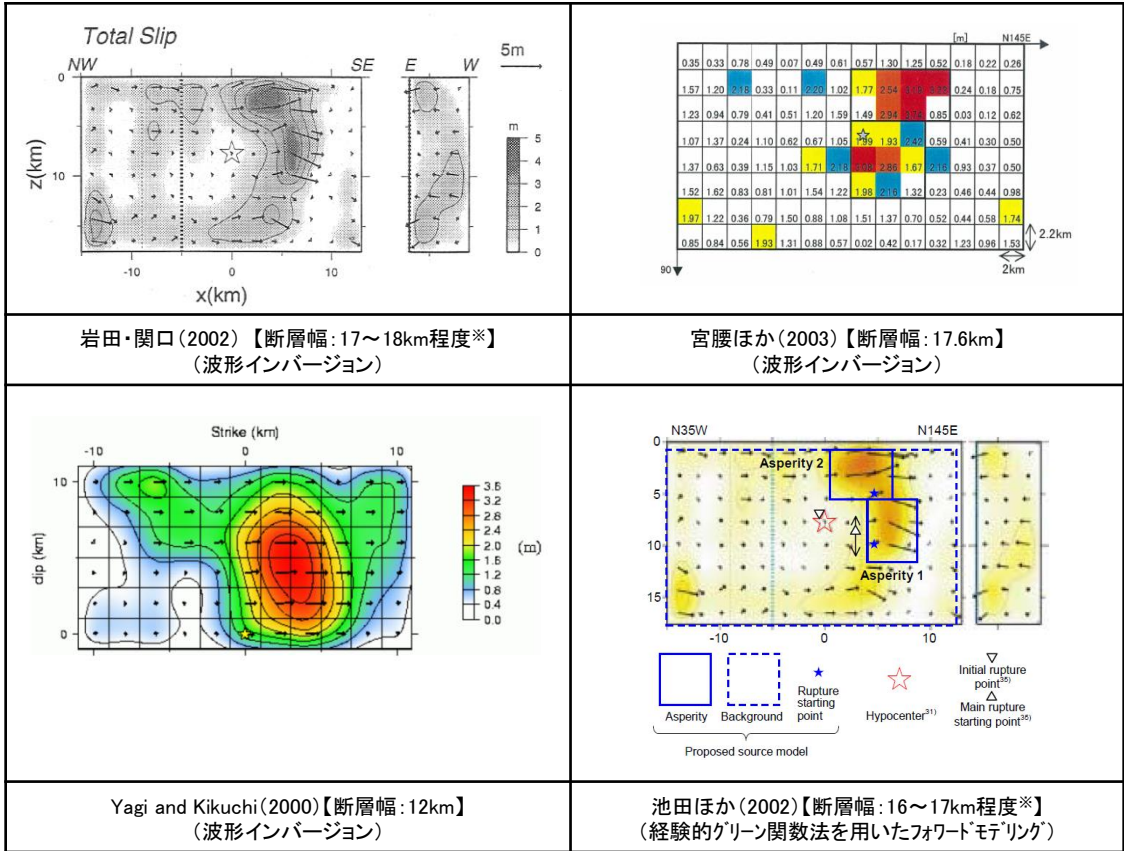 Total Slip
5m
NW
SE
E
W
0
10
z(km)
-10
0
10
x(km)
m
5
4
3
2
1
0
岩田・関口(2002) 【断層幅:17～18km程度※】
(波形インバージョン)
[m]
N145E
0.35 0.33 0.78 0.49 0.07 0.49 0.61 0.57 1.30 1.25 0.52 0.18 0.22 0.26
1.57 1.20 2.18 0.33 0.11 2.20 1.02 1.77 2.54 0.24 0.18 0.75
1.23 0.94 0.79 0.41 0.51 1.20 1.59 1.49 2.94 0.85 0.03 0.12 0.62
1.07 1.37 0.24 1.10 0.62 0.67 1.05 1.99 1.93 2.42 0.59 0.41 0.30 0.50
1.37 0.63 0.39 1.15 1.03 1.71 2.18 3.08 2.86 1.67 2.16 0.93 0.37 0.50
1.52 1.62 0.83 0.81 1.01 1.54 1.22 1.98 2.16 1.32 0.23 0.46 0.44 0.98
1.97 1.22 0.36 0.79 1.50 0.88 1.08 1.51 1.37 0.70 0.52 0.44 0.58 1.74
0.85 0.84 0.56 1.93 1.31 0.88 0.57 0.02 0.42 0.17 0.32 1.23 0.96 1.53
2.2km
90
2km
宮腰ほか(2003) 【断層幅:17.6km】
(波形インバージョン)
Strike (km)
-10
0
10
10
0
dip (km)
3.6
3.2
2.8
2.4
2.0
1.6
1.2
0.8
0.4
0.0
(m)
Yagi and Kikuchi(2000)【断層幅:12km】
(波形インバージョン)
N35W
N145E
0
5
10
15
Asperity 2
Asperity 1
-10
0
10
Asperity
Background
Rupture starting point
Hypocenter31)
Initial rupture point35)
Main rupture starting point35)
Proposed source model
池田ほか(2002)【断層幅:16～17km程度※】
(経験的グリーン関数法を用いたフォワードモデリング)